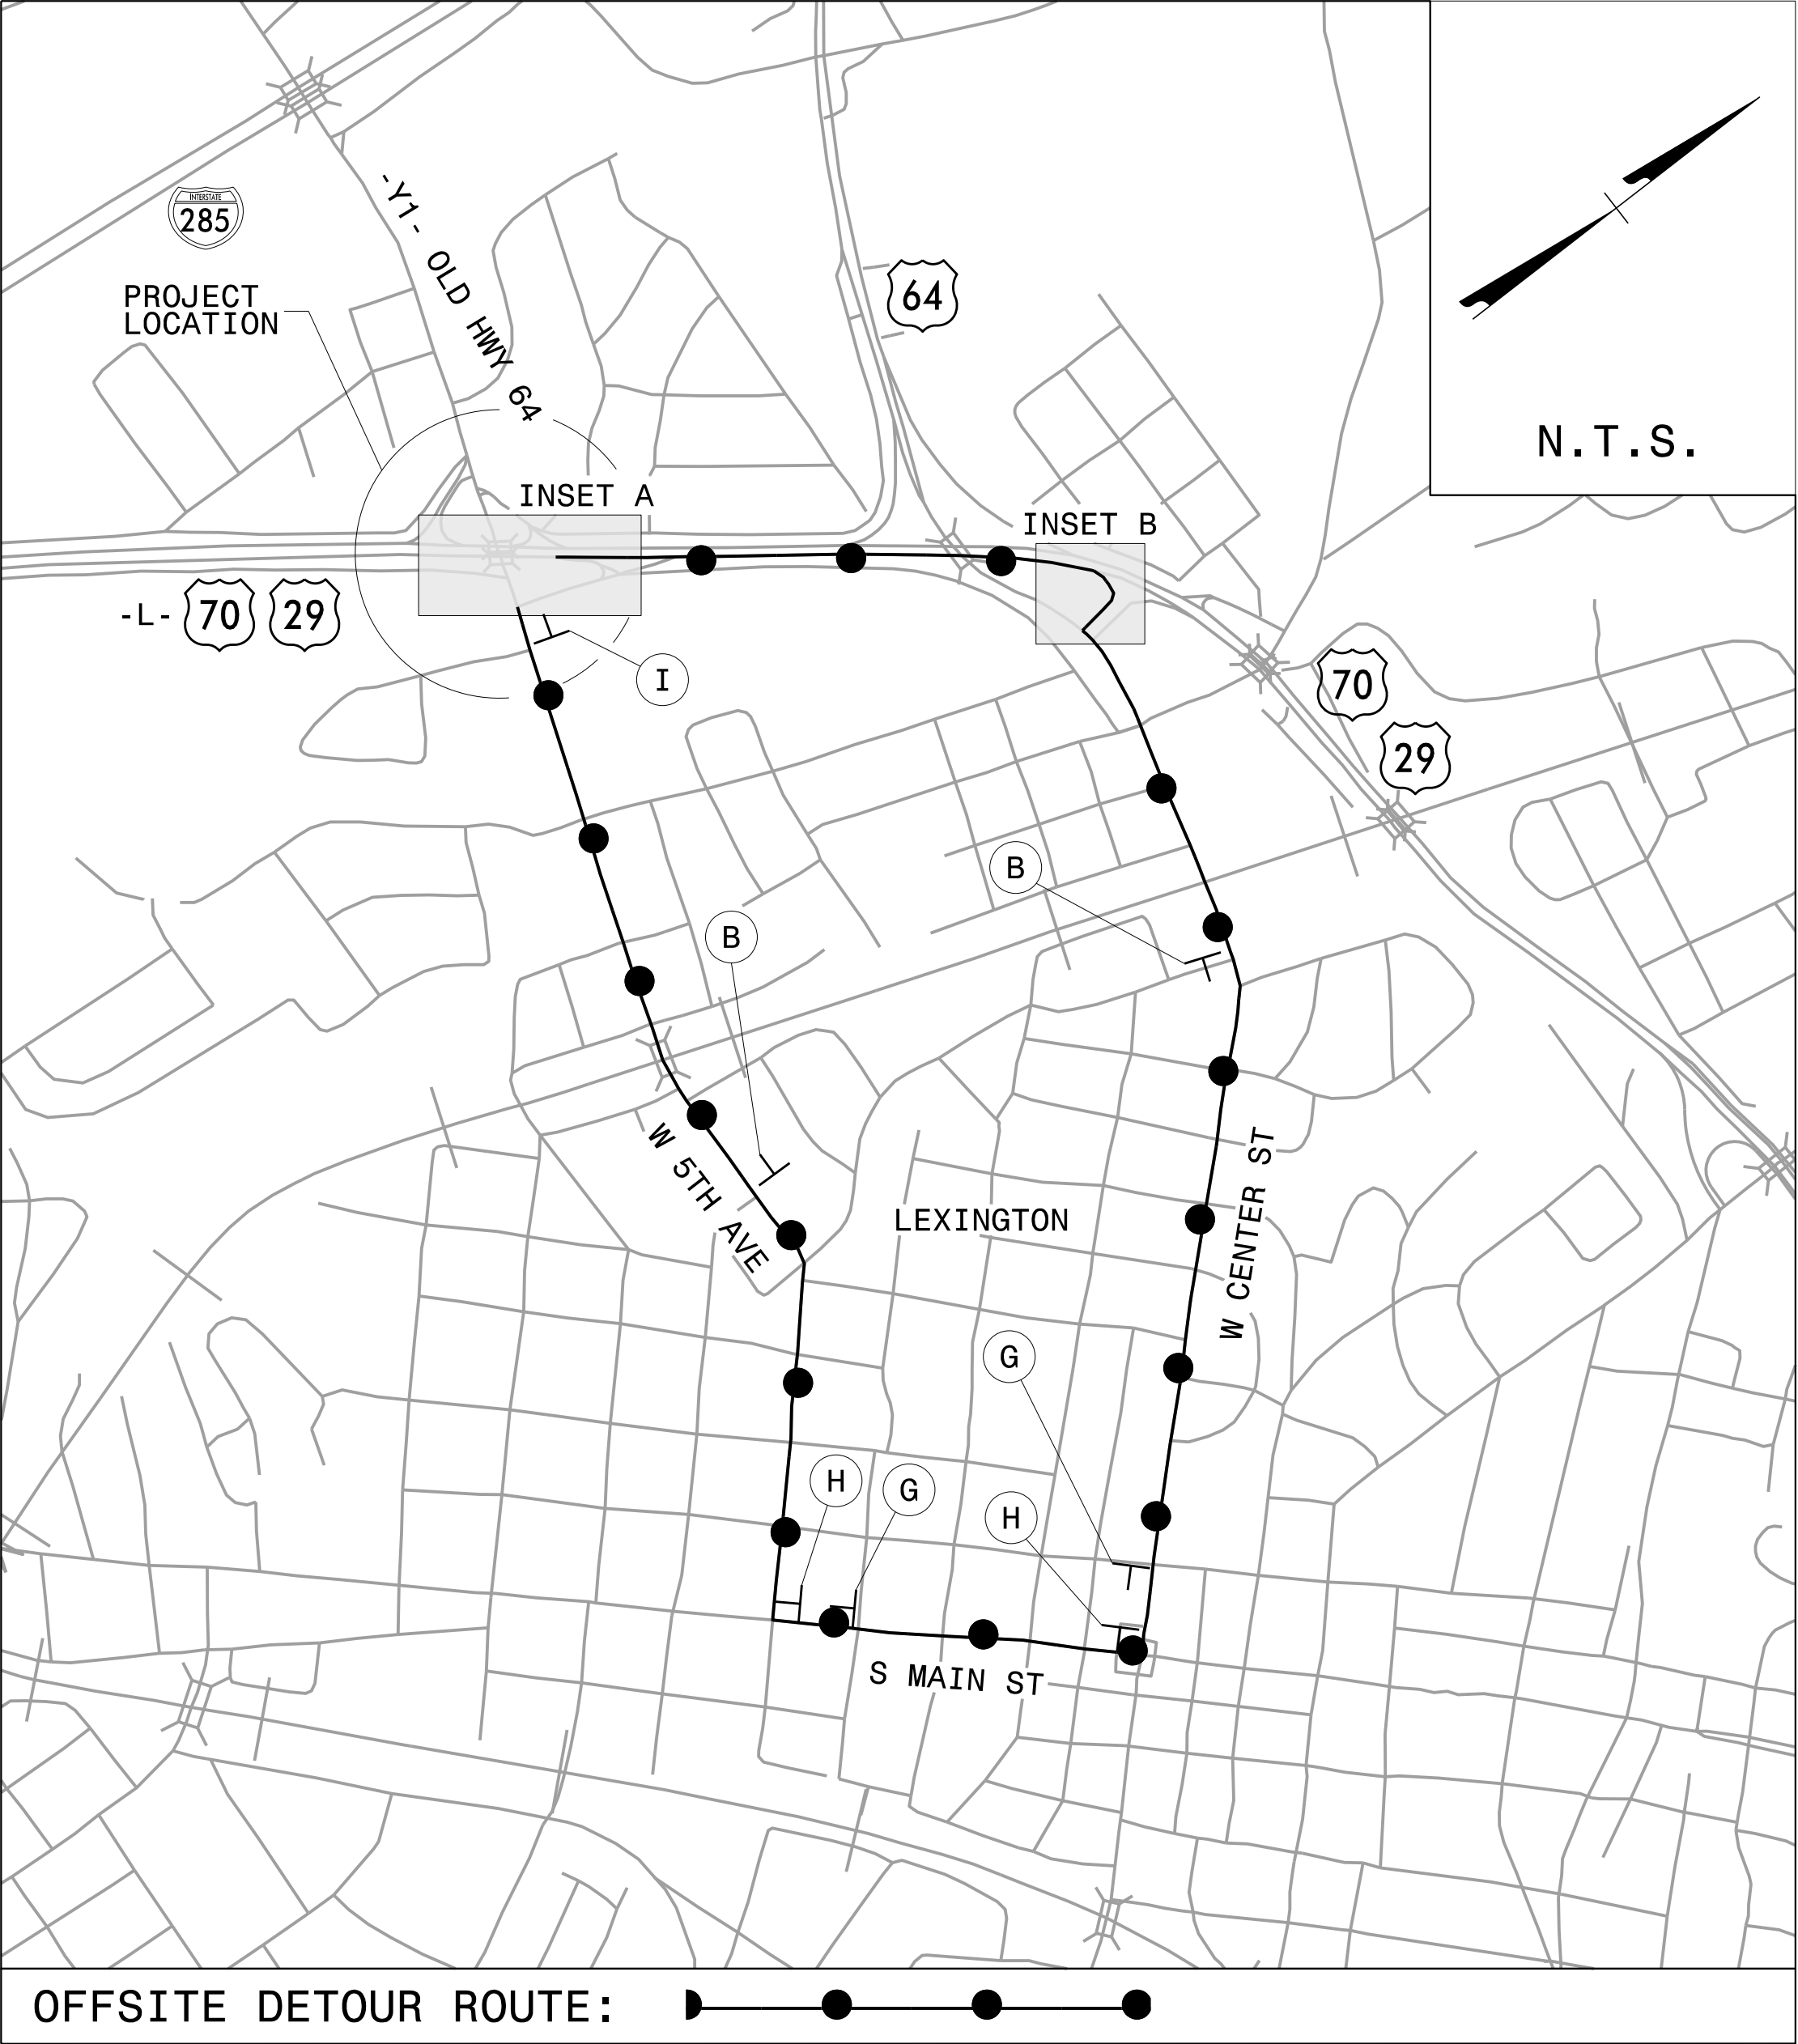 INTERSTATE
285
-Y1- OLD HWY 64
64
PROJECT
LOCATION
N.T.S.
INSET A
INSET B
-L- 70 29
I
70
29
B
B
W 5TH AVE
LEXINGTON
W CENTER ST
G
H
G
H
S MAIN ST
OFFSITE DETOUR ROUTE: